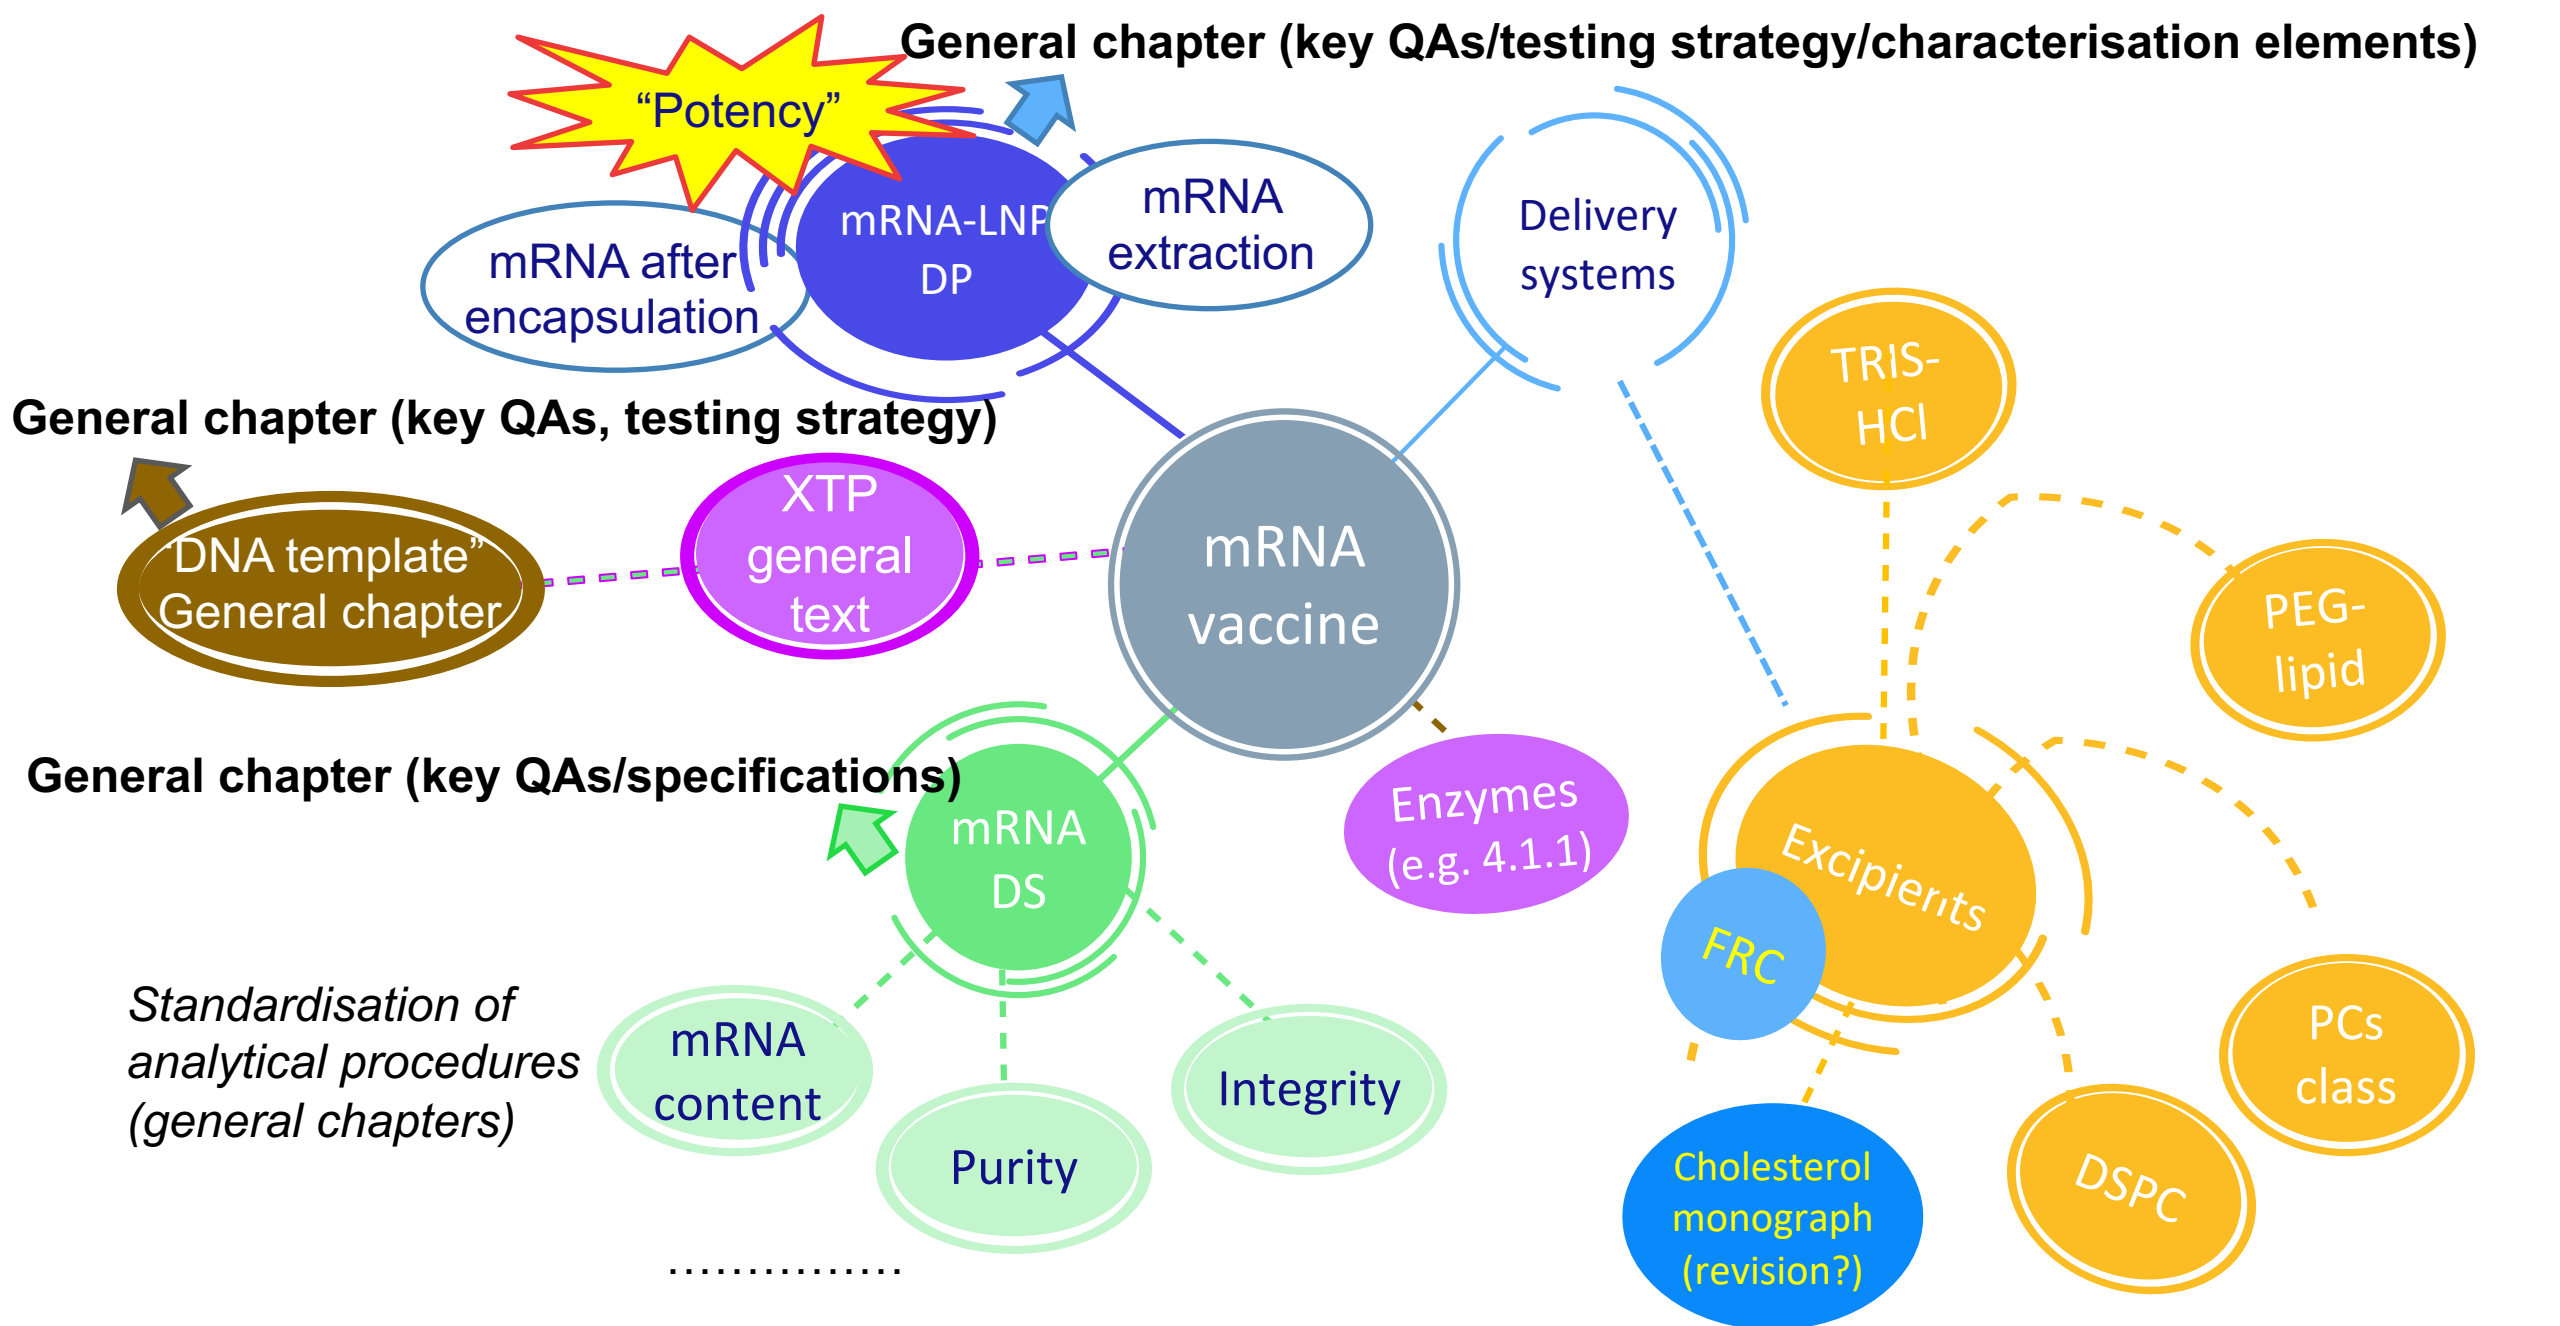 General chapter (key QAs/testing strategy/characterisation elements)
“Potency”
mRNA-LNP
DP
mRNA
extraction
mRNA after
encapsulation
Delivery
systems
TRIS-
HCl
General chapter (key QAs, testing strategy)
XTP
general
text
“DNA template”
General chapter
mRNA
vaccine
PEG-
lipid
General chapter (key QAs/specifications)
mRNA
DS
Enzymes
(e.g. 4.1.1)
Excipients
FRC
Standardisation of
analytical procedures
(general chapters)
mRNA
content
Purity
Integrity
PCs
class
DSPC
Cholesterol
monograph
(revision?)
……………